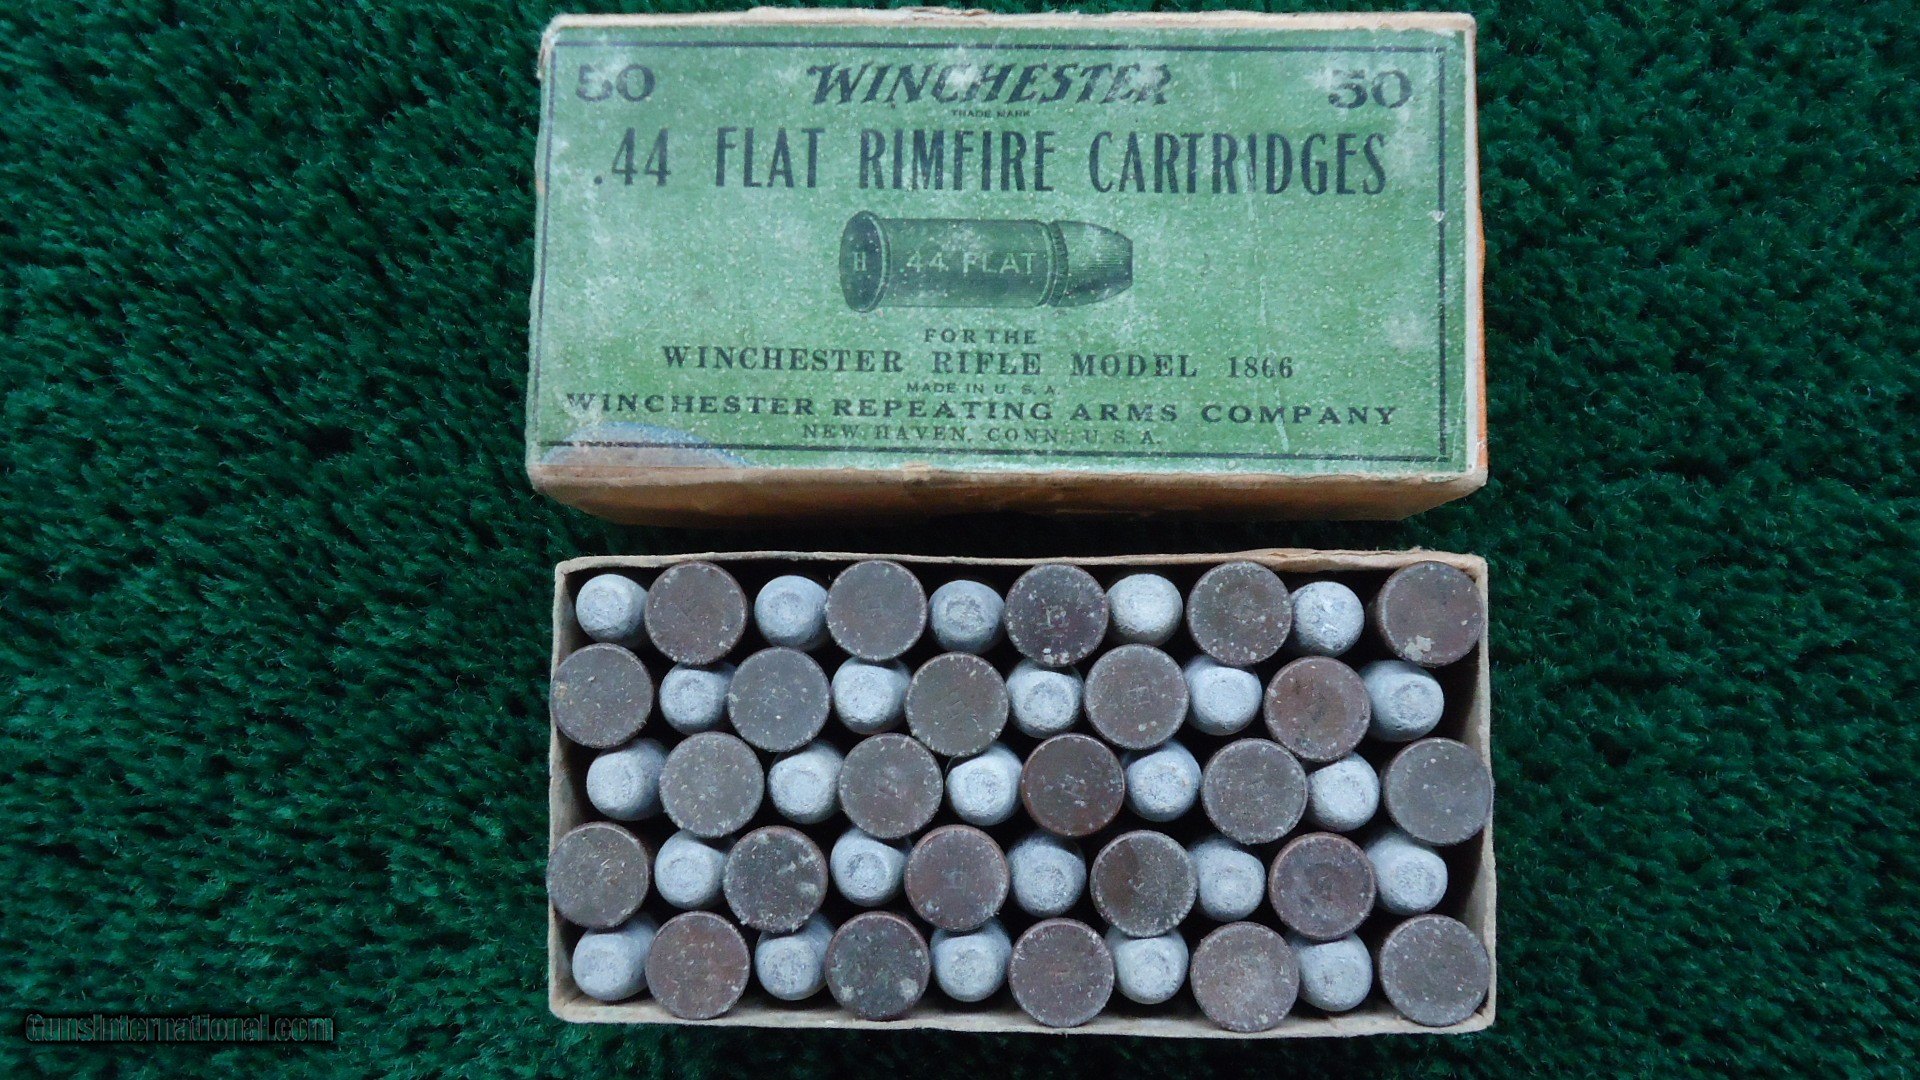 50 WINCHESTER 50
TRADE MARK
.44 FLAT RIMFIRE CARTRIDGES
H .44 FLAT
FOR THE
WINCHESTER RIFLE MODEL 1866
MADE IN U. S. A.
WINCHESTER REPEATING ARMS COMPANY
NEW HAVEN, CONN., U. S. A.
GunsInternational.com